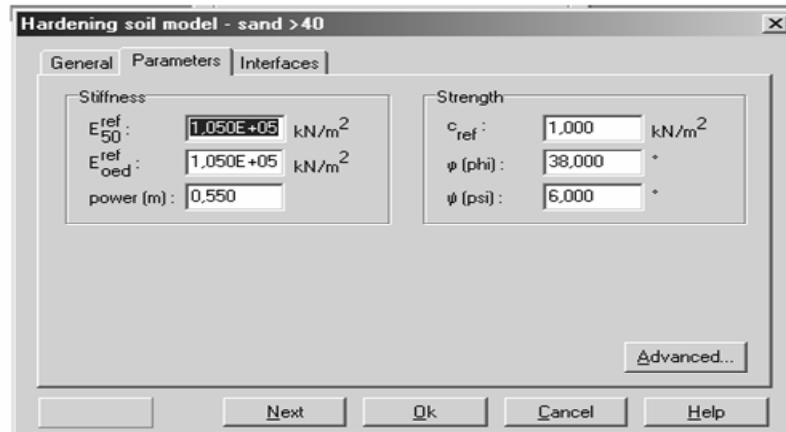 Hardening soil model - sand >40
General Parameters Interfaces
Stiffness
E50ref : 1,050E+05 kN/m2
Eoedref : 1,050E+05 kN/m2
power (m) : 0,550
Strength
cref : 1,000 kN/m2
φ (phi) : 38,000 °
ψ (psi) : 6,000 °
Advanced...
Next Ok Cancel Help